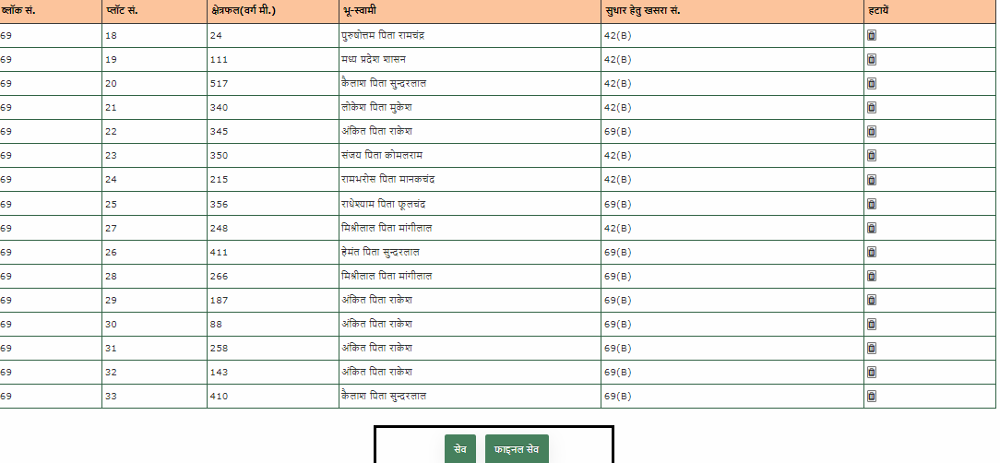 ब्लॉक सं. प्लॉट सं. क्षेत्रफल(वर्ग मी.) भू-स्वामी सुधार हेतु खसरा सं. हटायें
69 18 24 पुरुषोत्तम पिता रामचंद्र 42(B)
69 19 111 मध्य प्रदेश शासन 42(B)
69 20 517 कैलाश पिता सुन्दरलाल 42(B)
69 21 340 लोकेश पिता मुकेश 42(B)
69 22 345 अंकित पिता राकेश 69(B)
69 23 350 संजय पिता कोमलराम 42(B)
69 24 215 रामभरोस पिता मानकचंद 42(B)
69 25 356 राधेश्याम पिता फूलचंद 69(B)
69 27 248 मिश्रीलाल पिता मांगीलाल 42(B)
69 26 411 हेमंत पिता सुन्दरलाल 69(B)
69 28 266 मिश्रीलाल पिता मांगीलाल 69(B)
69 29 187 अंकित पिता राकेश 69(B)
69 30 88 अंकित पिता राकेश 69(B)
69 31 258 अंकित पिता राकेश 69(B)
69 32 143 अंकित पिता राकेश 69(B)
69 33 410 कैलाश पिता सुन्दरलाल 69(B)
सेव फाइनल सेव